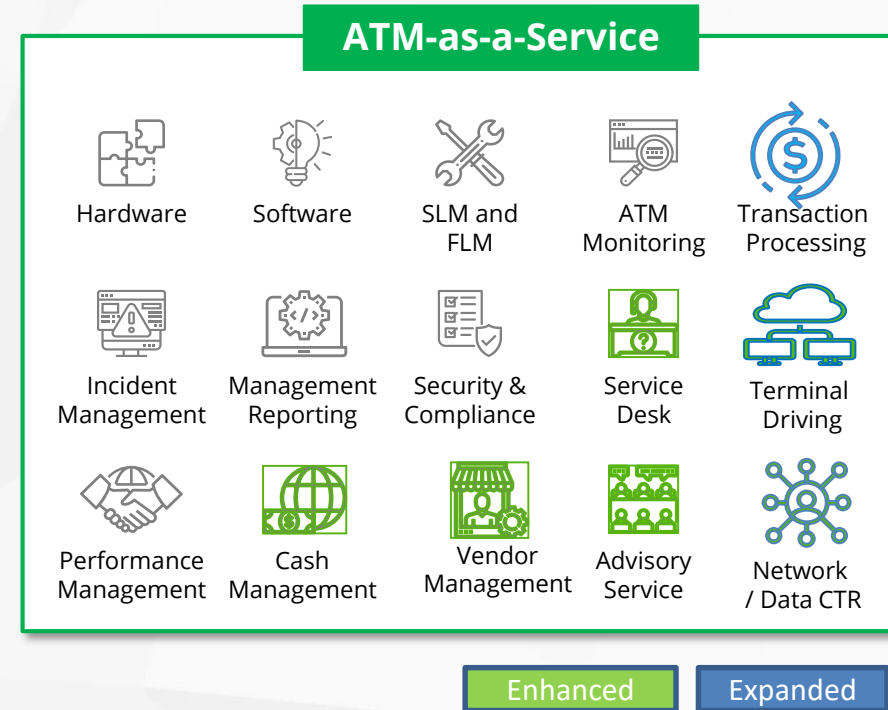 ATM-as-a-Service
Hardware
Software
SLM and
FLM
ATM
Monitoring
Transaction
Processing
Incident
Management
Management
Reporting
Security &
Compliance
Service
Desk
Terminal
Driving
Performance
Management
Cash
Management
Vendor
Management
Advisory
Service
Network
/ Data CTR
Enhanced
Expanded